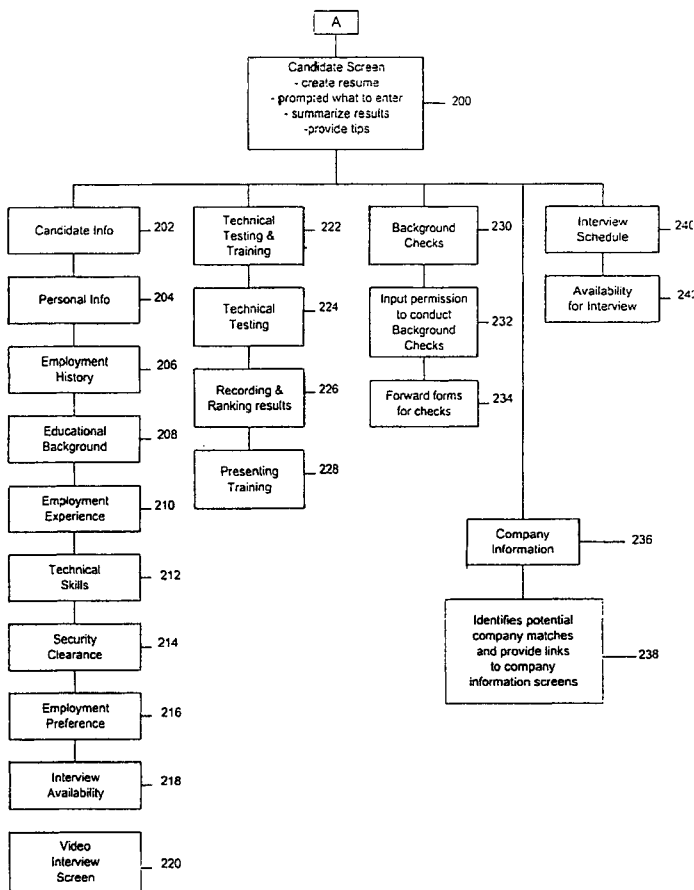 A
Candidate Screen
- create resume
- prompted what to enter
- summarize results
-provide tips
200
Candidate Info
202
Personal Info
204
Employment
History
206
Educational
Background
208
Employment
Experience
210
Technical
Skills
212
Security
Clearance
214
Employment
Preference
216
Interview
Availability
218
Video
Interview
Screen
220
Technical
Testing &
Training
222
Technical
Testing
224
Recording &
Ranking results
226
Presenting
Training
228
Background
Checks
230
Input permission
to conduct
Background
Checks
232
Forward forms
for checks
234
Company
Information
236
Identifies potential
company matches
and provide links
to company
information screens
238
Interview
Schedule
240
Availability
for Interview